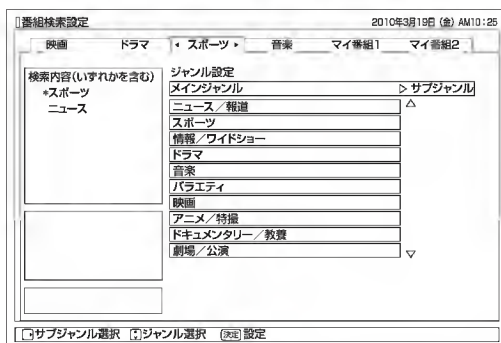 番組検索設定 2010年3月19日 (金) AM10:25
映画 ドラマ スポーツ 音楽 マイ番組1 マイ番組2
検索内容(いずれかを含む)
*スポーツ
ニュース
ジャンル設定
メインジャンル ▷ サブジャンル
ニュース／報道
スポーツ
情報／ワイドショー
ドラマ
音楽
バラエティ
映画
アニメ／特撮
ドキュメンタリー／教養
劇場／公演
サブジャンル選択 ジャンル選択 決定 設定